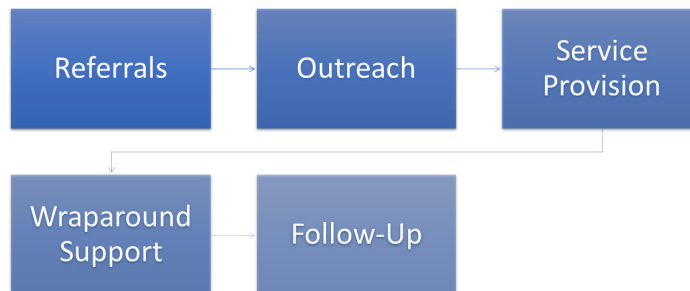 Referrals
Outreach
Service
Provision
Wraparound
Support
Follow-Up